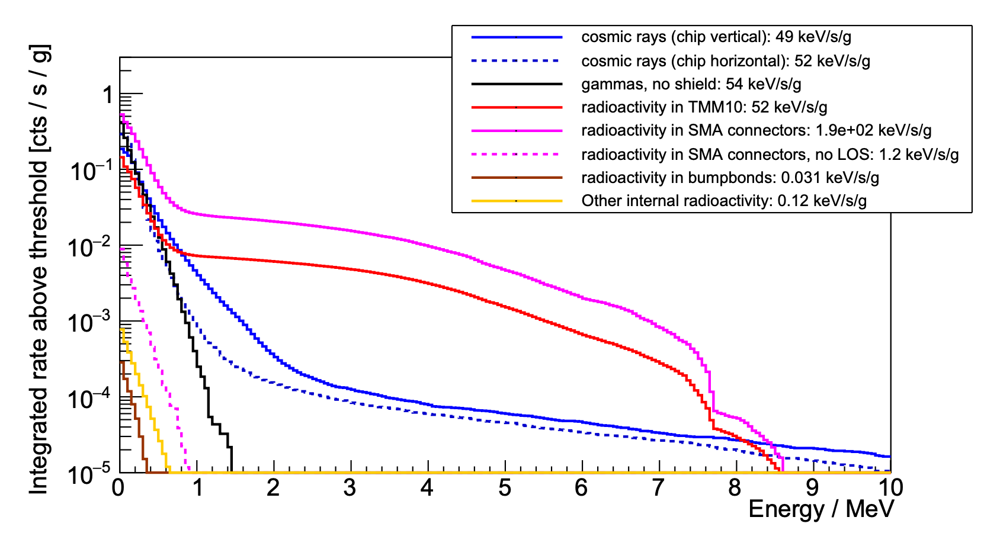 cosmic rays (chip vertical): 49 keV/s/g
cosmic rays (chip horizontal): 52 keV/s/g
gammas, no shield: 54 keV/s/g
radioactivity in TMM10: 52 keV/s/g
radioactivity in SMA connectors: 1.9e+02 keV/s/g
radioactivity in SMA connectors, no LOS: 1.2 keV/s/g
radioactivity in bumpbonds: 0.031 keV/s/g
Other internal radioactivity: 0.12 keV/s/g
Integrated rate above threshold [cts / s / g]
1
10⁻¹
10⁻²
10⁻³
10⁻⁴
10⁻⁵
0 1 2 3 4 5 6 7 8 9 10
Energy / MeV